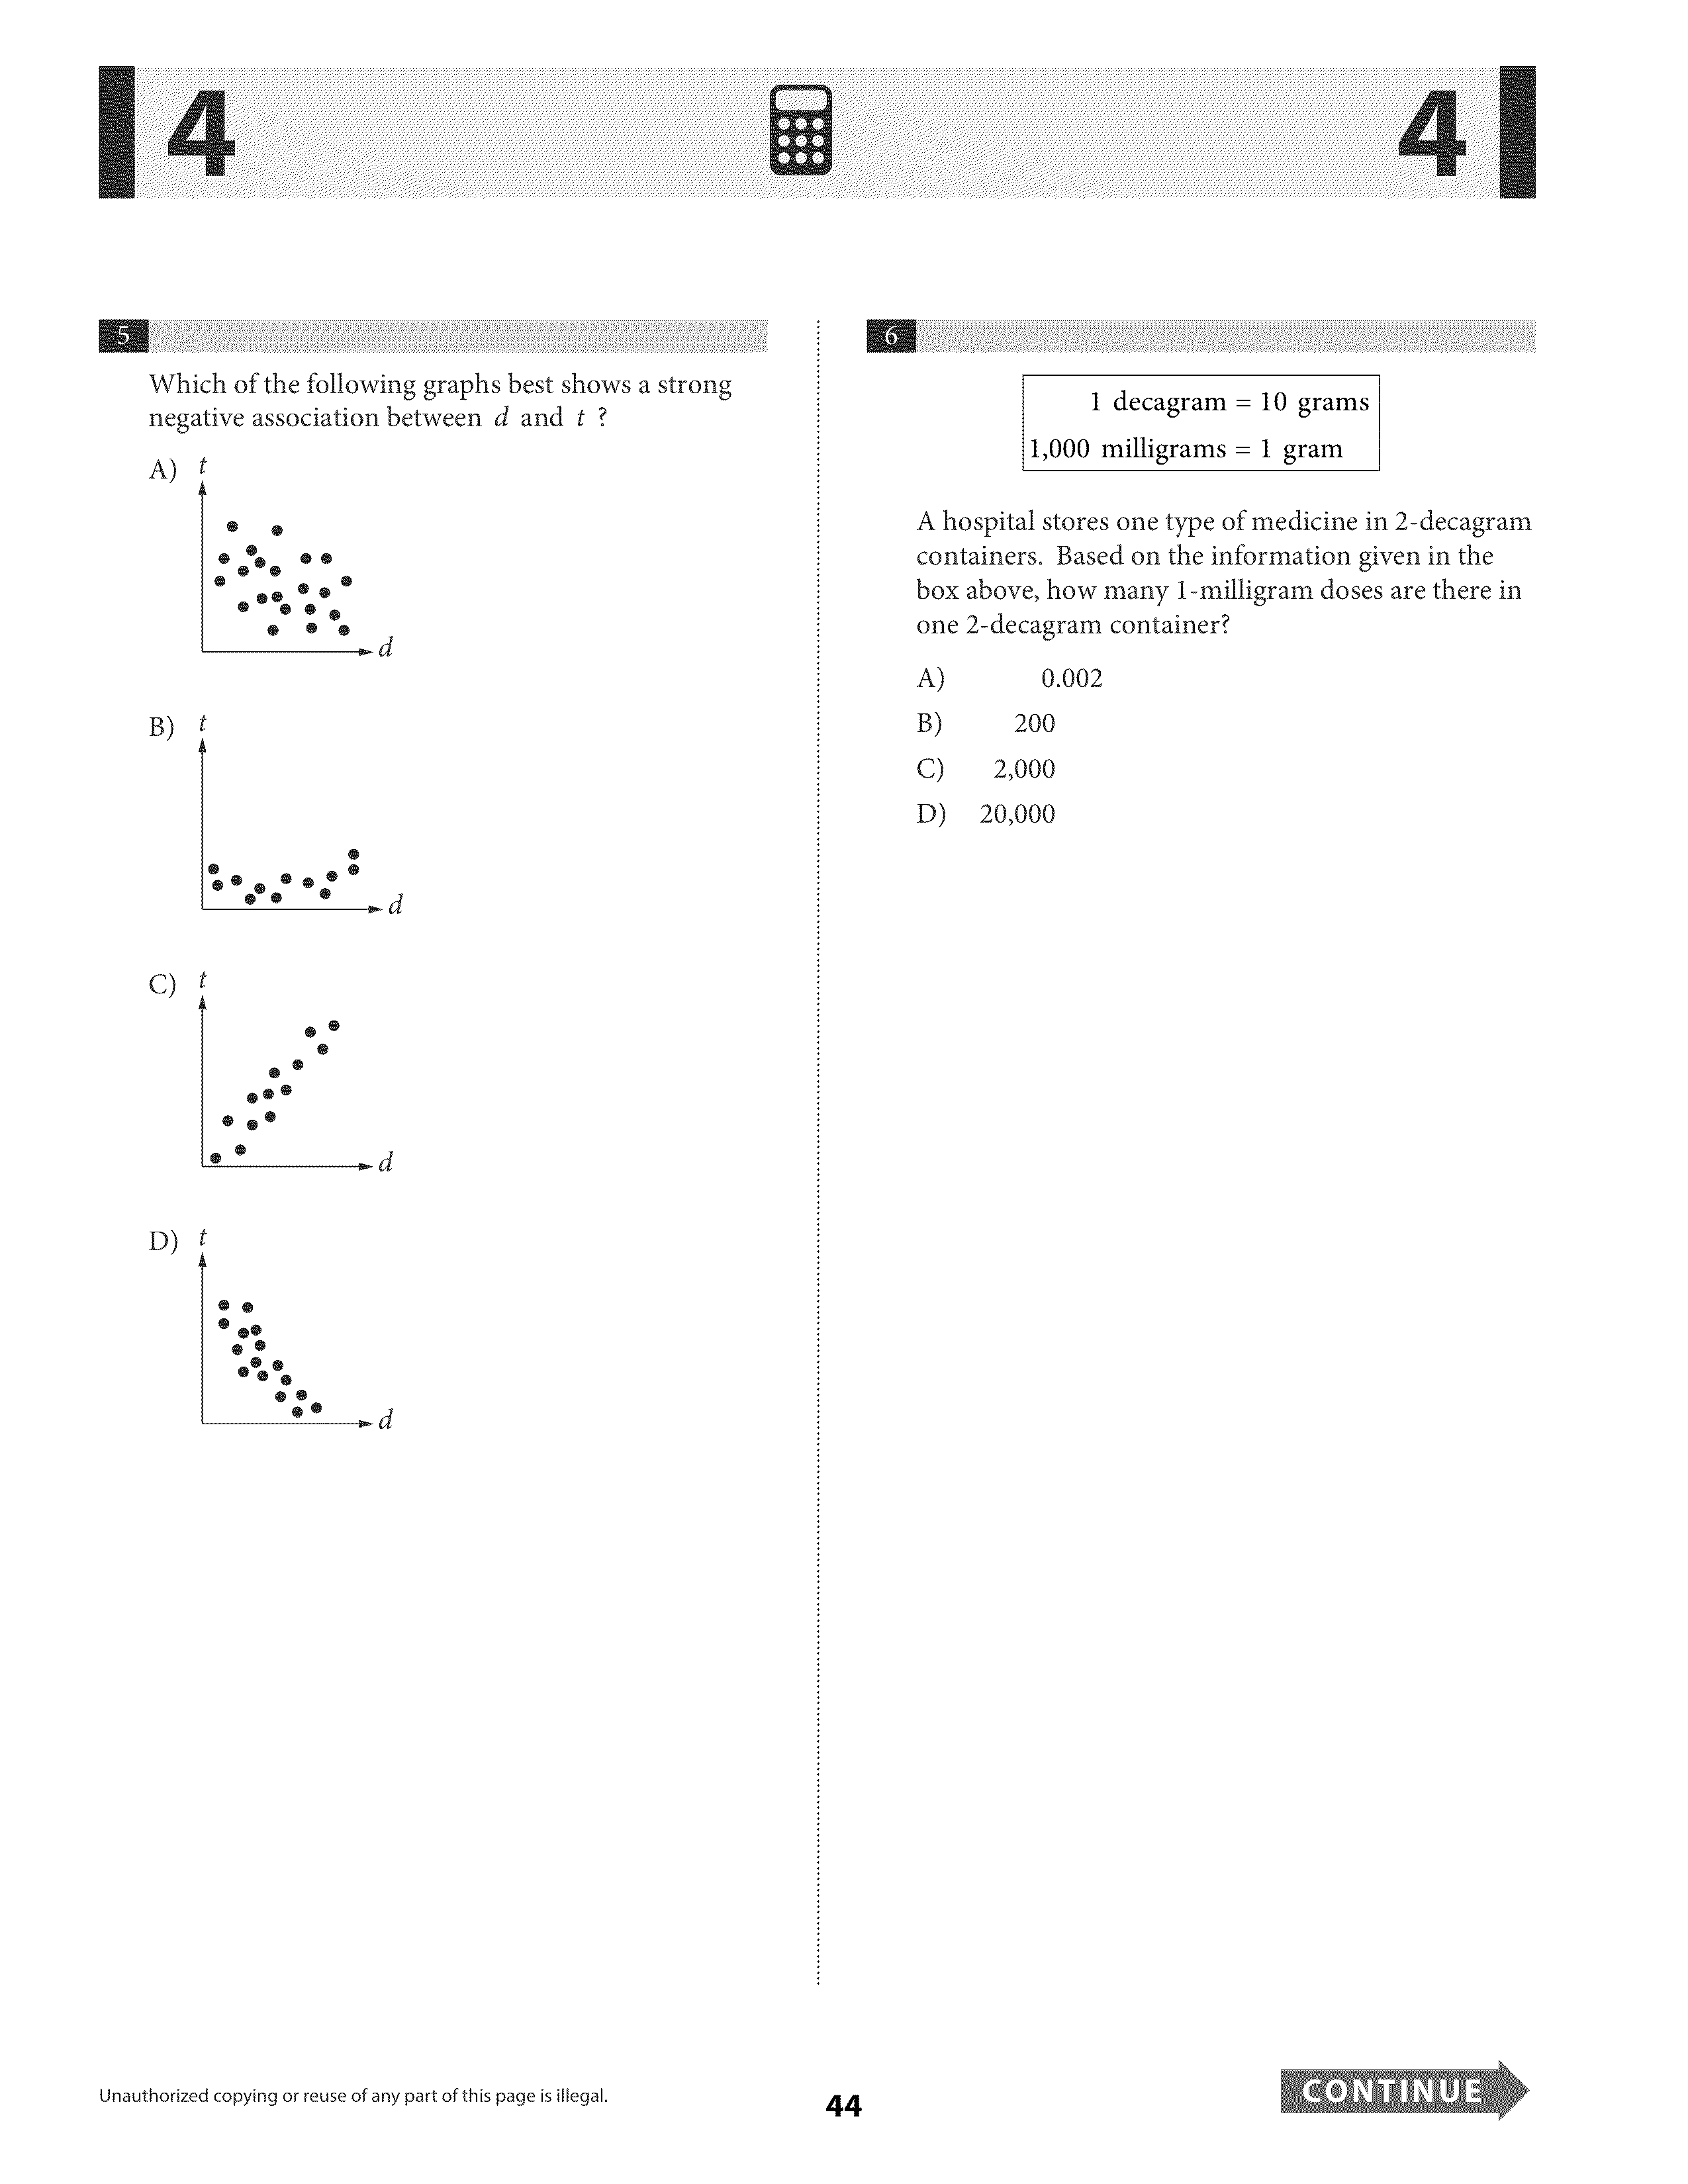 4
4
5
Which of the following graphs best shows a strong
negative association between d and t ?
A)
t
d
B)
t
d
C)
t
d
D)
t
d
6
1 decagram = 10 grams
1,000 milligrams = 1 gram
A hospital stores one type of medicine in 2-decagram
containers. Based on the information given in the
box above, how many 1-milligram doses are there in
one 2-decagram container?
A) 0.002
B) 200
C) 2,000
D) 20,000
Unauthorized copying or reuse of any part of this page is illegal.
44
CONTINUE